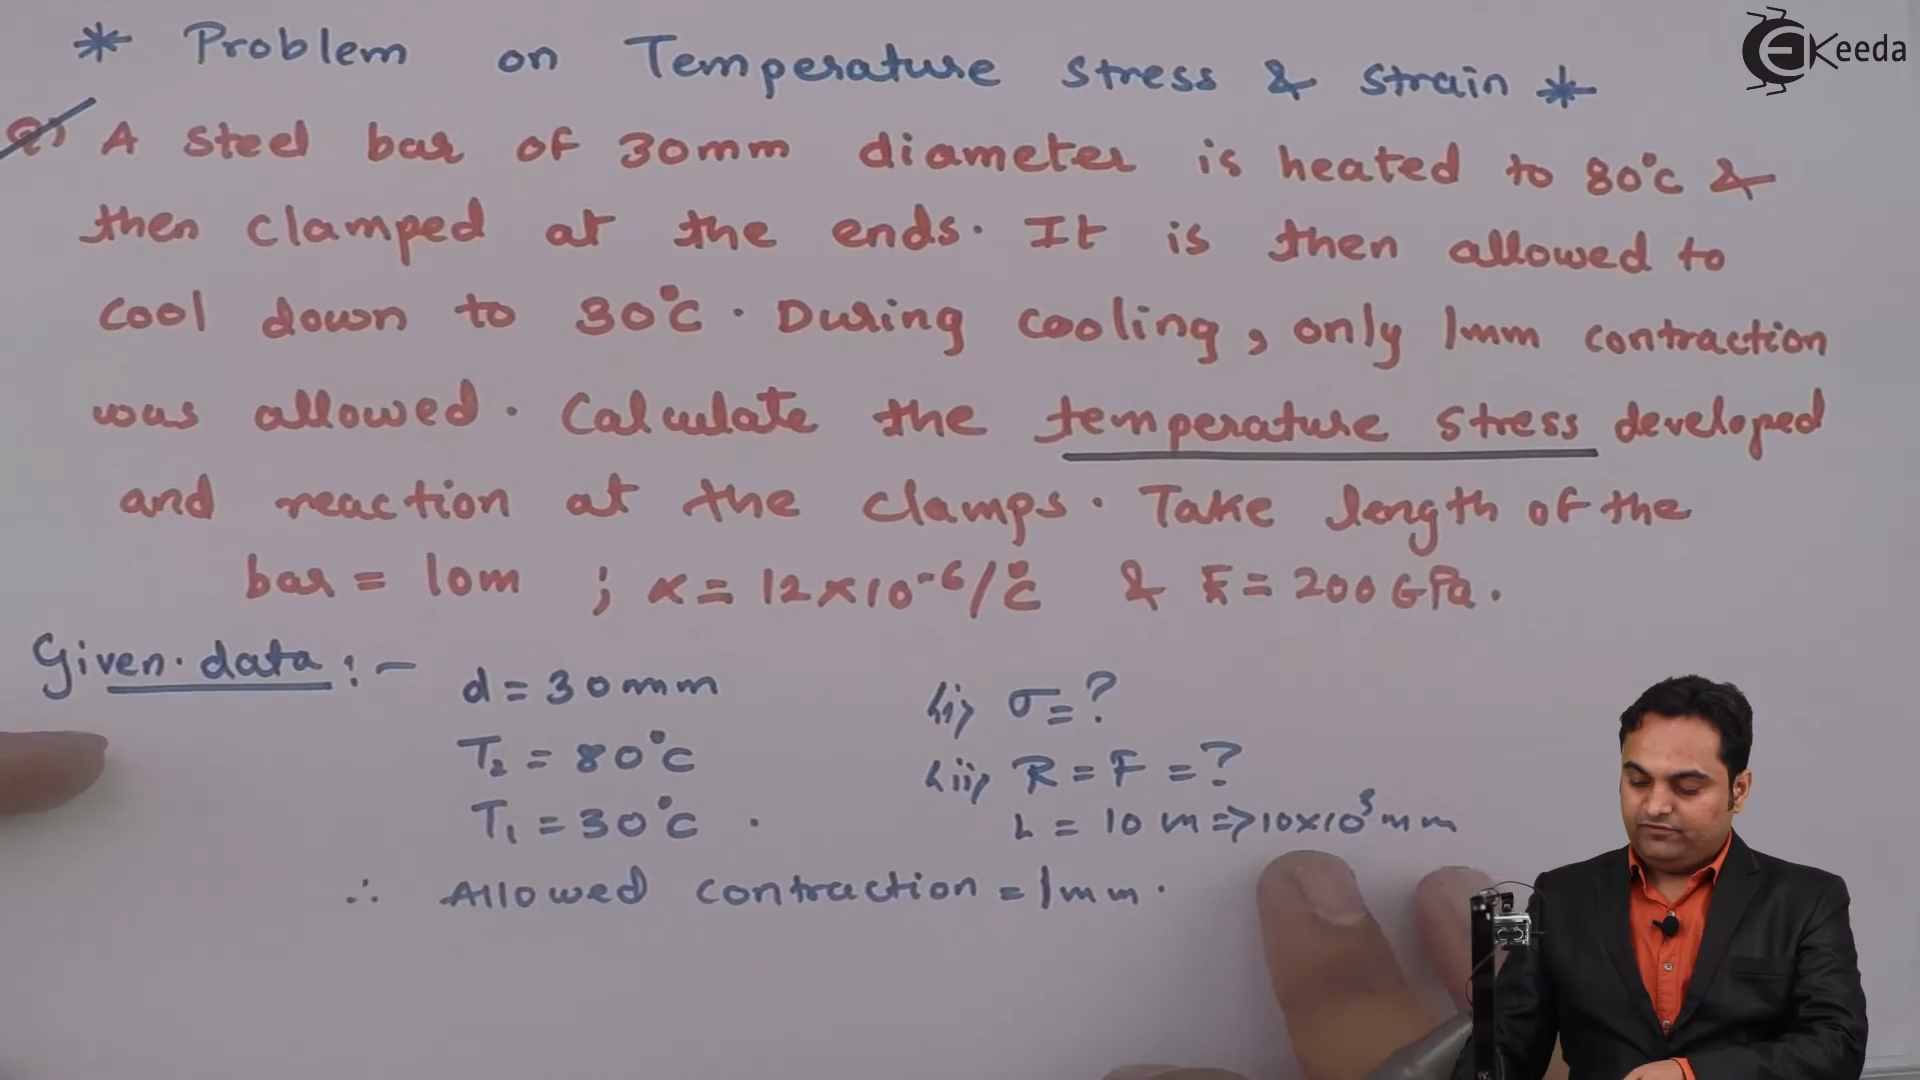 * Problem on Temperature stress & strain *
EKeeda
Q) A steel bar of 30mm diameter is heated to 80°c &
then clamped at the ends. It is then allowed to
cool down to 30°c. During cooling, only 1mm contraction
was allowed. Calculate the temperature stress developed
and reaction at the clamps. Take length of the
bar = 10m ; α = 12×10⁻⁶/°c & E = 200 GPa.
Given data :-
d = 30mm
(i) σ = ?
T₂ = 80°c
(ii) R = F = ?
T₁ = 30°c .
L = 10 m ⇒ 10×10³ mm
∴ Allowed contraction = 1mm.